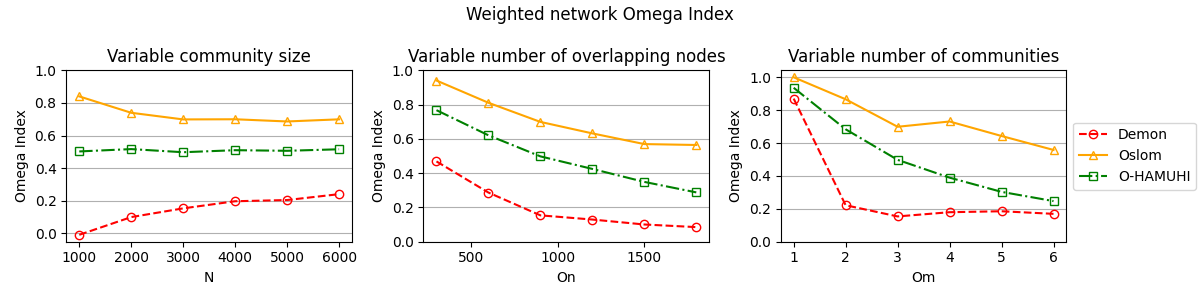 Weighted network Omega Index
Variable community size
Omega Index
1.0
0.8
0.6
0.4
0.2
0.0
1000 2000 3000 4000 5000 6000
N
Variable number of overlapping nodes
Omega Index
1.0
0.8
0.6
0.4
0.2
0.0
500 1000 1500
On
Variable number of communities
Omega Index
1.0
0.8
0.6
0.4
0.2
0.0
1 2 3 4 5 6
Om
Demon
Oslom
O-HAMUHI